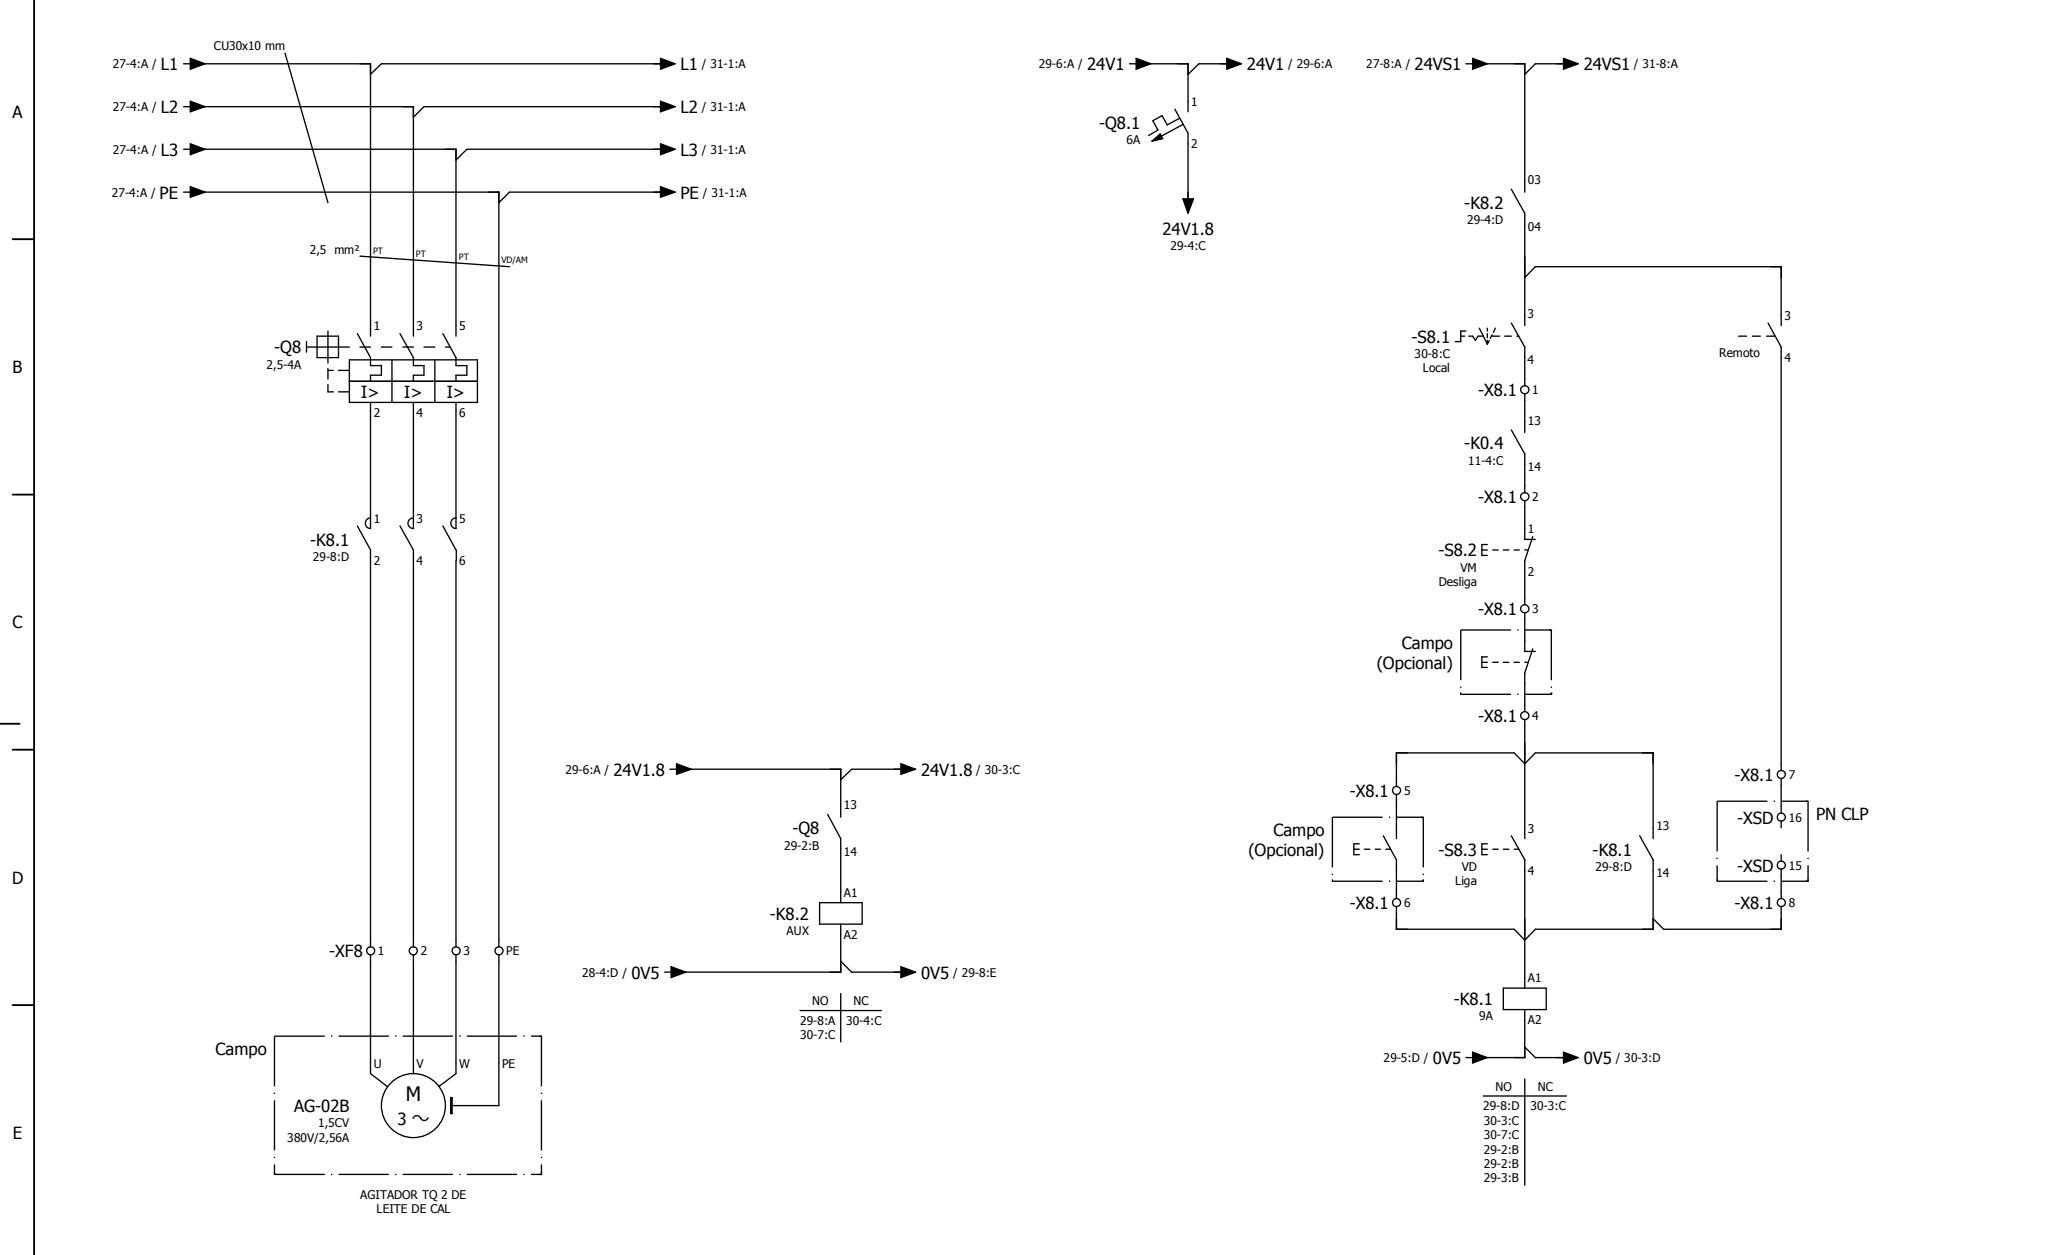 CU30x10 mm
27-4:A / L1
L1 / 31-1:A
27-4:A / L2
L2 / 31-1:A
27-4:A / L3
L3 / 31-1:A
27-4:A / PE
PE / 31-1:A
2,5 mm²
PT
PT
PT
VD/AM
-Q8
2,5-4A
1
3
5
I>
I>
I>
2
4
6
-K8.1
29-8:D
1
3
5
2
4
6
-XF8
1
2
3
PE
Campo
U
V
W
PE
M
3
AG-02B
1,5CV
380V/2,56A
AGITADOR TQ 2 DE
LEITE DE CAL
29-6:A / 24V1.8
24V1.8 / 30-3:C
13
-Q8
29-2:B
14
A1
-K8.2
AUX
A2
28-4:D / 0V5
0V5 / 29-8:E
NO
NC
29-8:A
30-4:C
30-7:C
29-6:A / 24V1
24V1 / 29-6:A
1
-Q8.1
6A
2
24V1.8
29-4:C
27-8:A / 24VS1
24VS1 / 31-8:A
03
-K8.2
29-4:D
04
3
-S8.1
30-8:C
Local
4
3
Remoto
4
-X8.1
1
13
-K0.4
11-4:C
14
-X8.1
2
1
-S8.2
E
VM
Desliga
2
-X8.1
3
Campo
(Opcional)
E
-X8.1
4
-X8.1
5
Campo
(Opcional)
E
-X8.1
6
3
-S8.3
E
VD
Liga
4
13
-K8.1
29-8:D
14
-X8.1
7
-XSD
16
PN CLP
-XSD
15
-X8.1
8
A1
-K8.1
9A
A2
29-5:D / 0V5
0V5 / 30-3:D
NO
NC
29-8:D
30-3:C
30-3:C
30-7:C
29-2:B
29-2:B
29-3:B
A
B
C
D
E